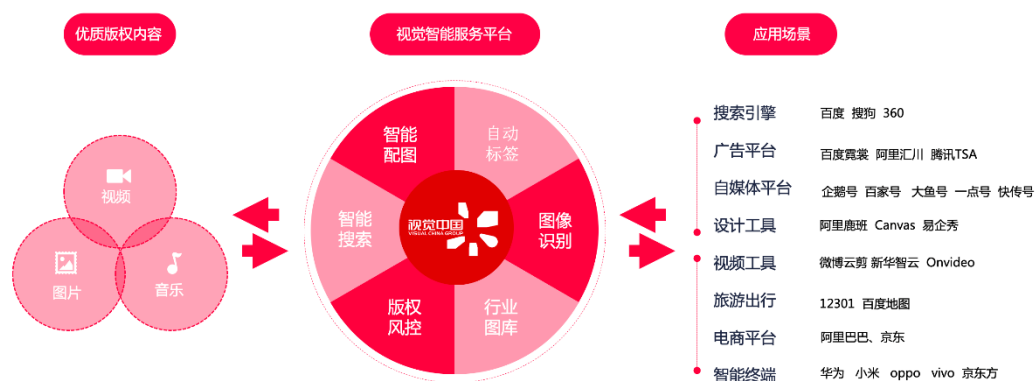 优质版权内容
视觉智能服务平台
应用场景
视频
图片
音乐
智能
配图
自动
标签
智能
搜索
图像
识别
版权
风控
行业
图库
视觉中国
VISUAL CHINA GROUP
搜索引擎 百度 搜狗 360
广告平台 百度霓裳 阿里汇川 腾讯TSA
自媒体平台 企鹅号 百家号 大鱼号 一点号 快传号
设计工具 阿里鹿班 Canvas 易企秀
视频工具 微博云剪 新华智云 Onvideo
旅游出行 12301 百度地图
电商平台 阿里巴巴、京东
智能终端 华为 小米 oppo vivo 京东方